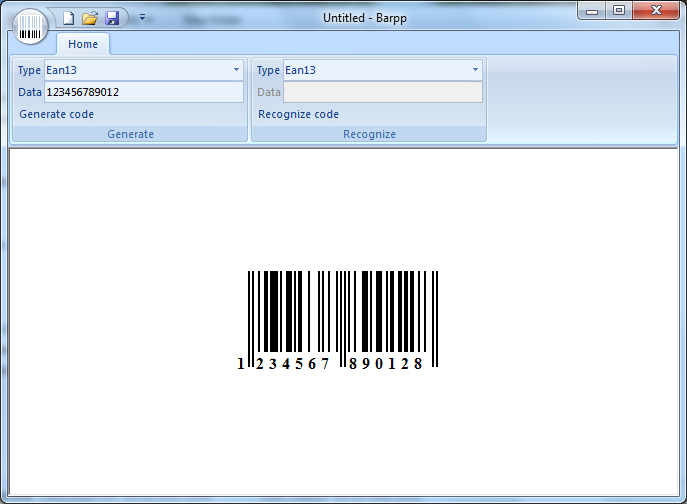 Untitled - Barpp
Home
Type Ean13
Data 123456789012
Generate code
Generate
Type Ean13
Data
Recognize code
Recognize
1 234567 890128